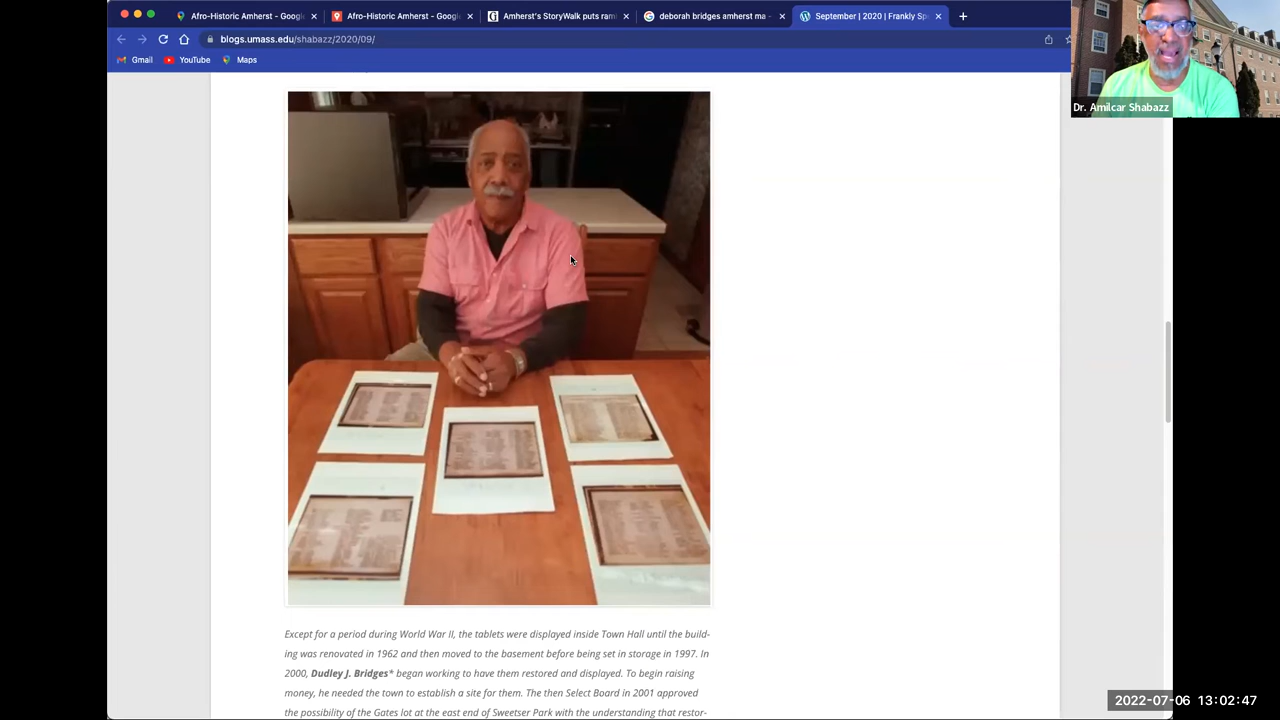 Afro-Historic Amherst - Googl
Afro-Historic Amherst - Googl
Amherst's StoryWalk puts ram
deborah bridges amherst ma -
September | 2020 | Frankly Sp
blogs.umass.edu/shabazz/2020/09/
Gmail
YouTube
Maps
Dr. Amilcar Shabazz
Except for a period during World War II, the tablets were displayed inside Town Hall until the build-
ing was renovated in 1962 and then moved to the basement before being set in storage in 1997. In
2000, Dudley J. Bridges* began working to have them restored and displayed. To begin raising
money, he needed the town to establish a site for them. The then Select Board in 2001 approved
the possibility of the Gates lot at the east end of Sweetser Park with the understanding that restor-
2022-07-06 13:02:47